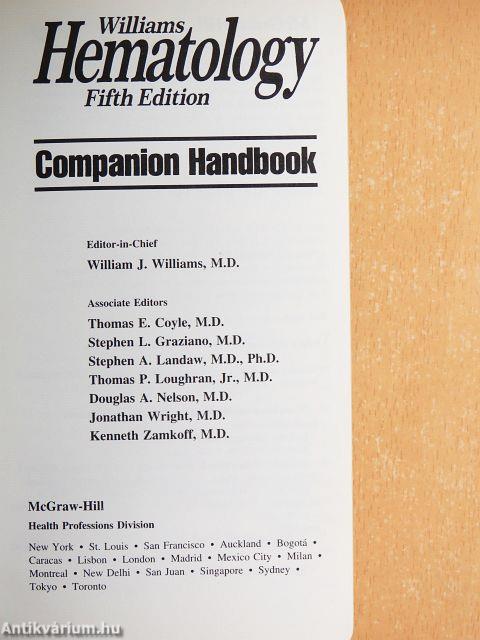 Williams
Hematology
Fifth Edition
Companion Handbook
Editor-in-Chief
William J. Williams, M.D.
Associate Editors
Thomas E. Coyle, M.D.
Stephen L. Graziano, M.D.
Stephen A. Landaw, M.D., Ph.D.
Thomas P. Loughran, Jr., M.D.
Douglas A. Nelson, M.D.
Jonathan Wright, M.D.
Kenneth Zamkoff, M.D.
McGraw-Hill
Health Professions Division
New York • St. Louis • San Francisco • Auckland • Bogotá •
Caracas • Lisbon • London • Madrid • Mexico City • Milan •
Montreal • New Delhi • San Juan • Singapore • Sydney •
Tokyo • Toronto
Antikvárium.hu